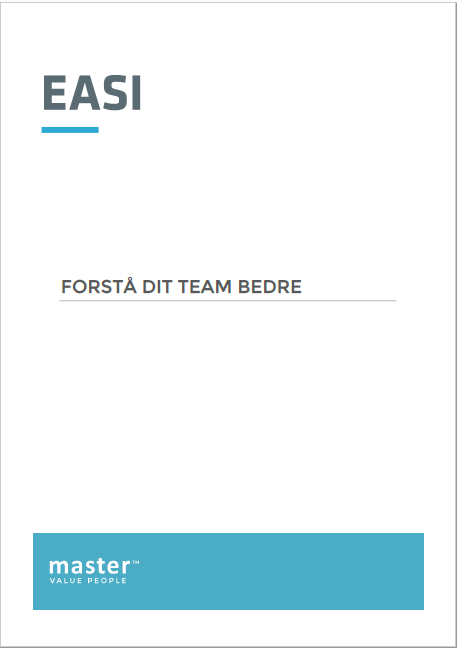 EASI
FORSTÅ DIT TEAM BEDRE
master™
VALUE PEOPLE